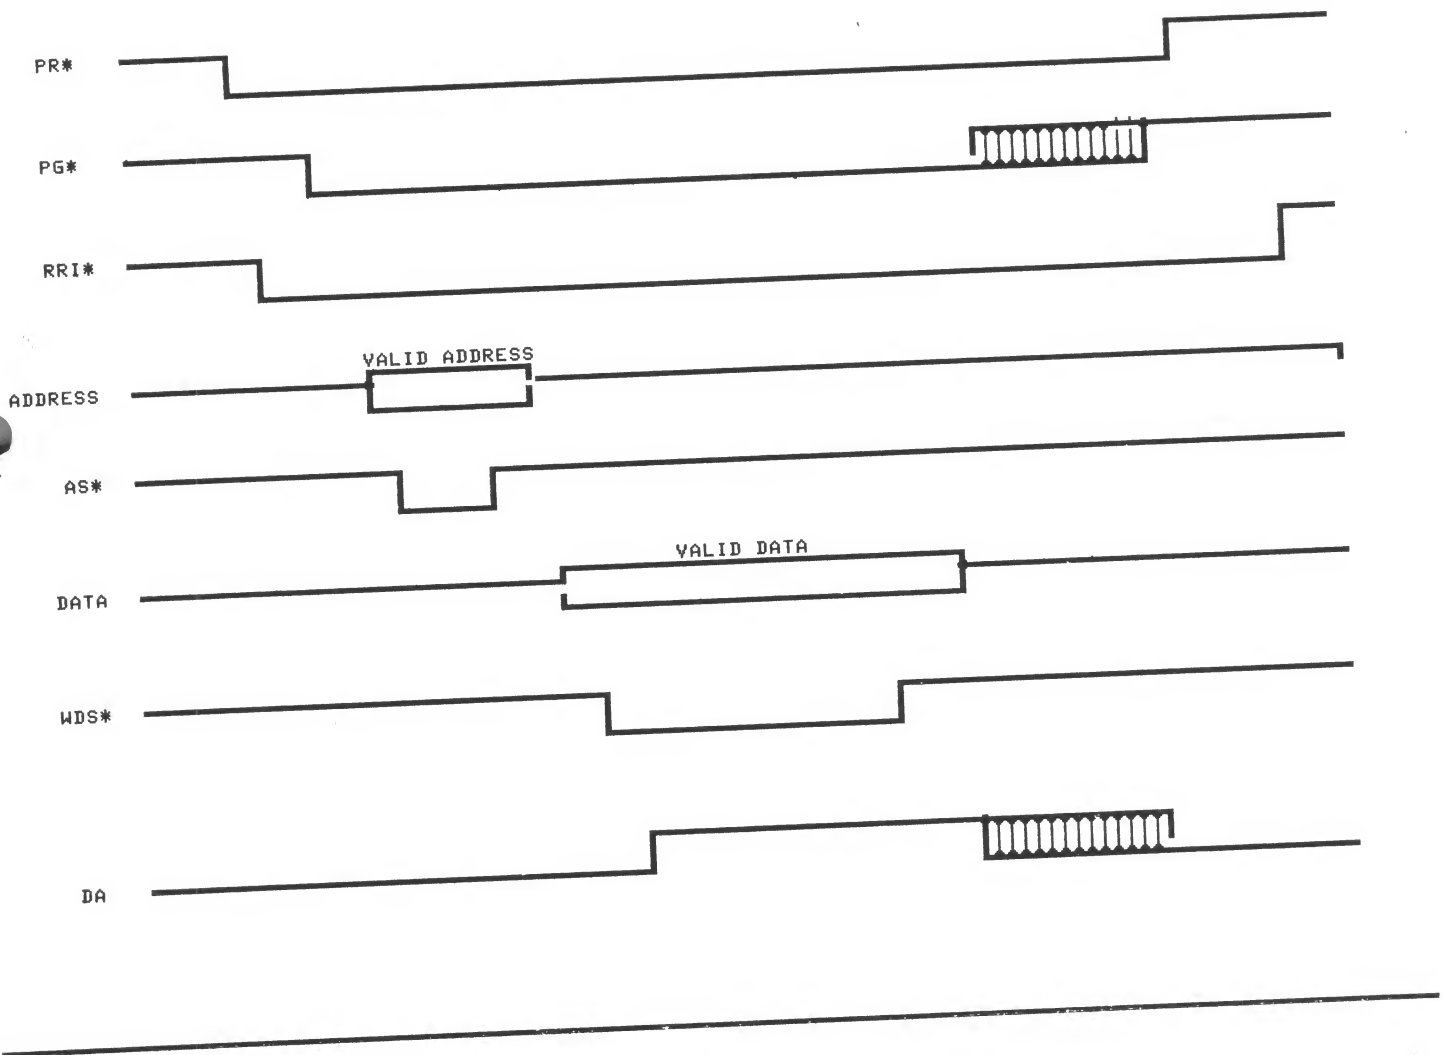 PR*
PG*
RRI*
VALID ADDRESS
ADDRESS
AS*
VALID DATA
DATA
WDS*
DA